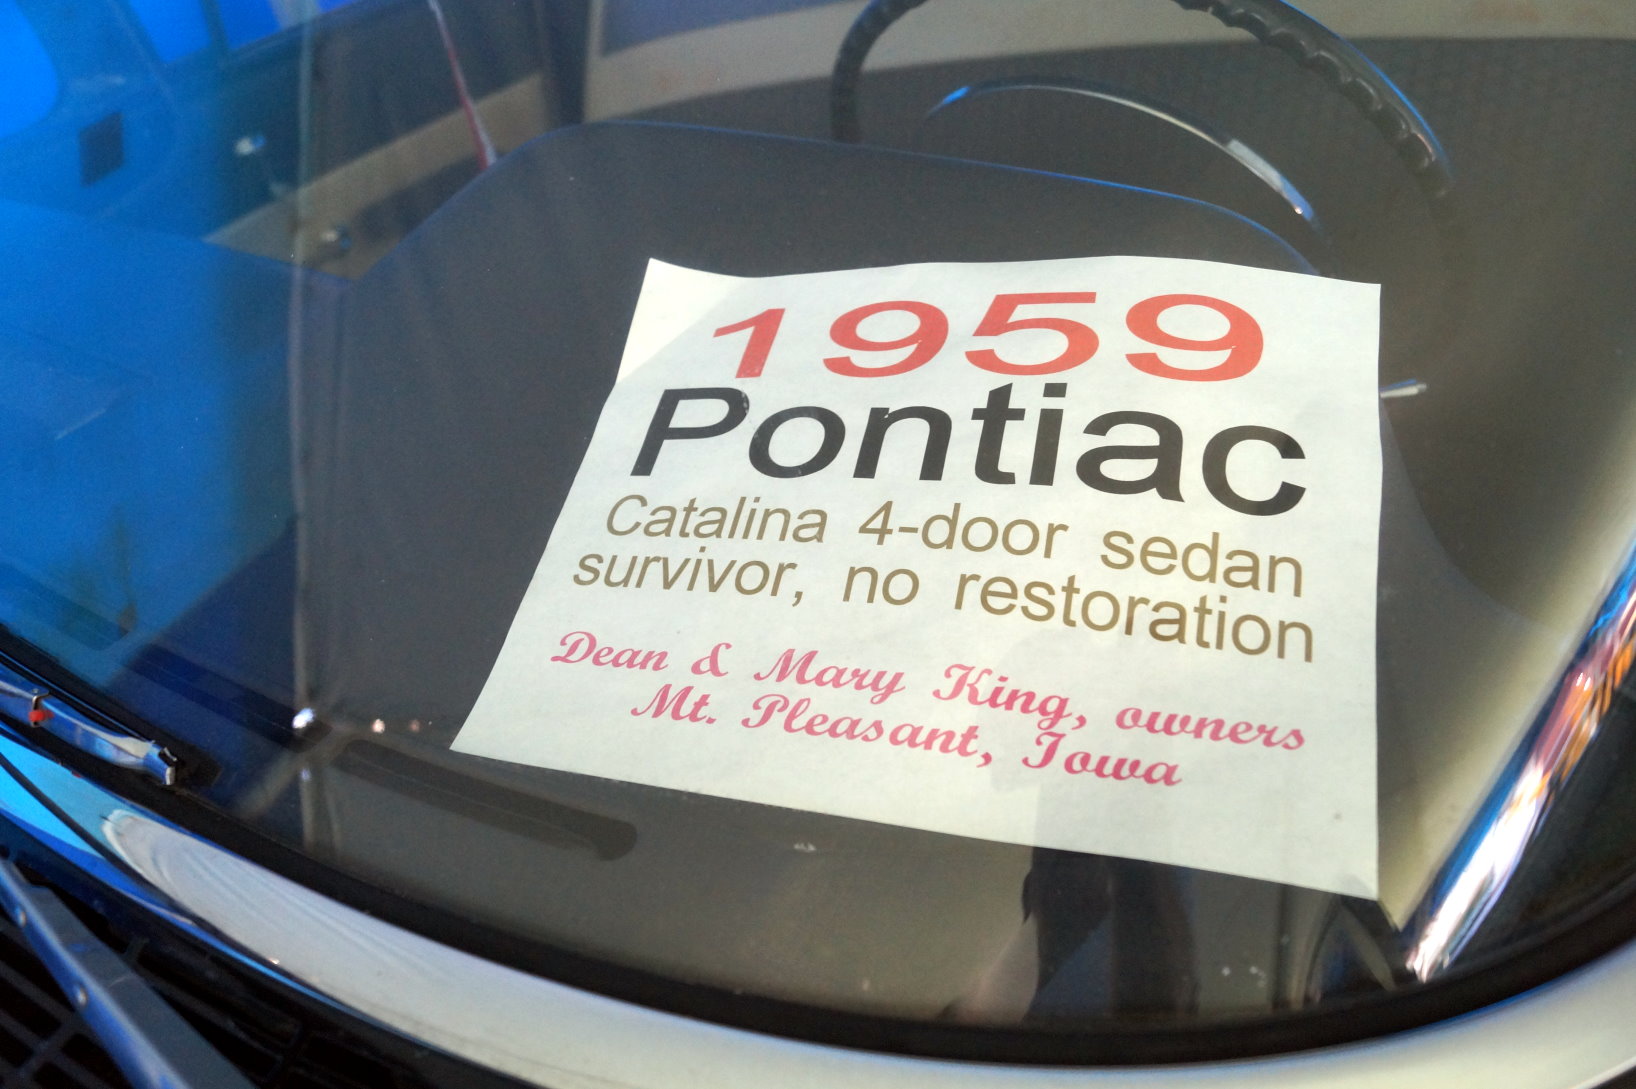 1959
Pontiac
Catalina 4-door sedan
survivor, no restoration
Dean & Mary King, owners
Mt. Pleasant, Iowa